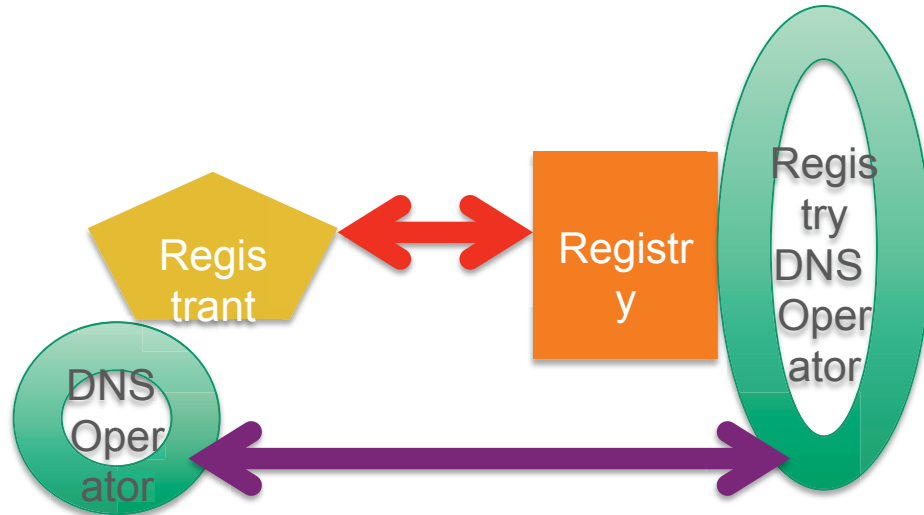 Regis
trant
Registr
y
Regis
try
DNS
Oper
ator
DNS
Oper
ator